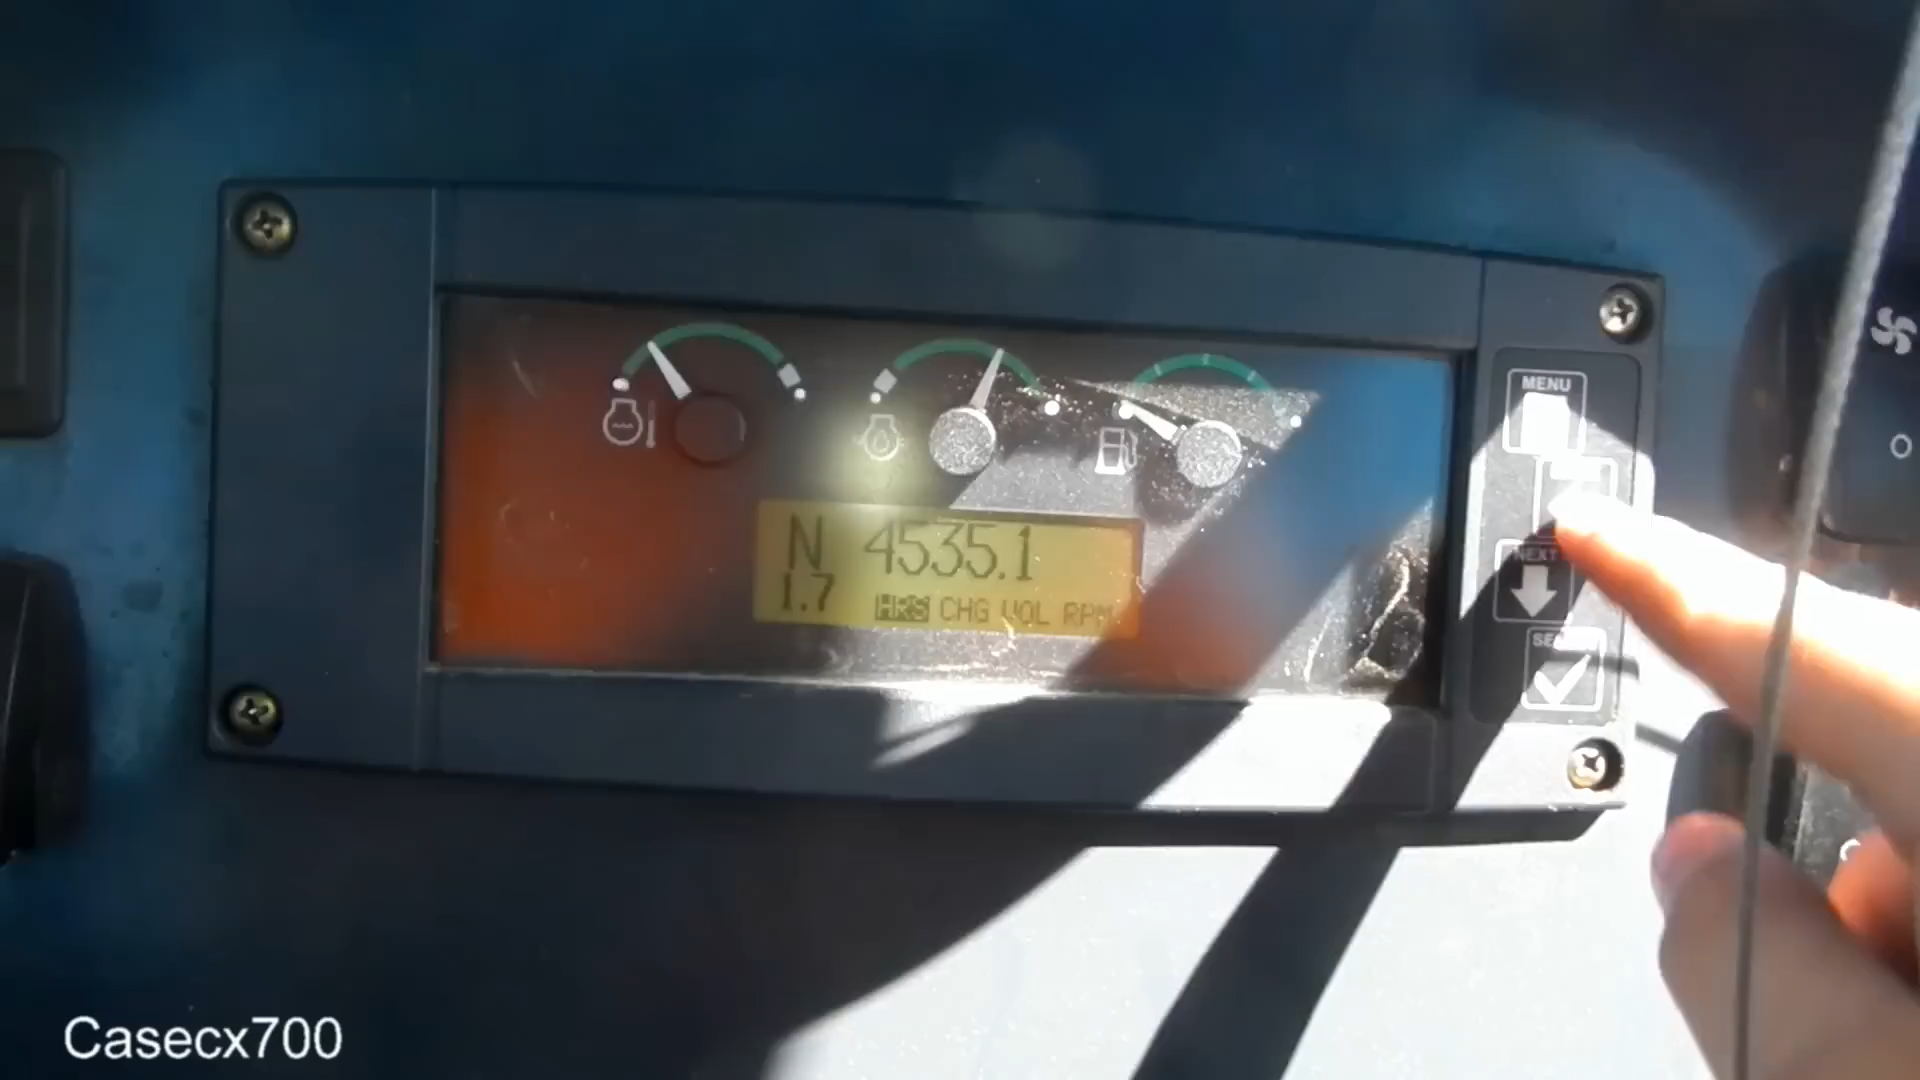 MENU
N 4535.1
1.7 HRS CHG VOL RPM
NEXT
Casecx700